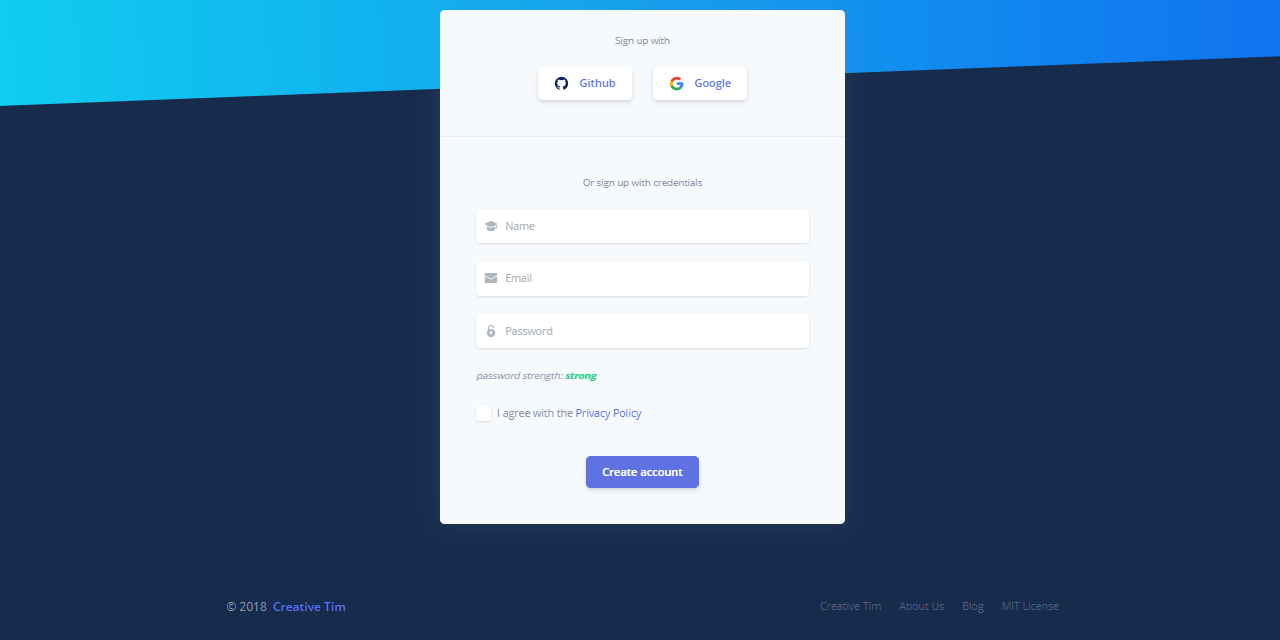 Sign up with
Github Google
Or sign up with credentials
Name
Email
Password
password strength: strong
I agree with the Privacy Policy
Create account
© 2018 Creative Tim Creative Tim About Us Blog MIT License